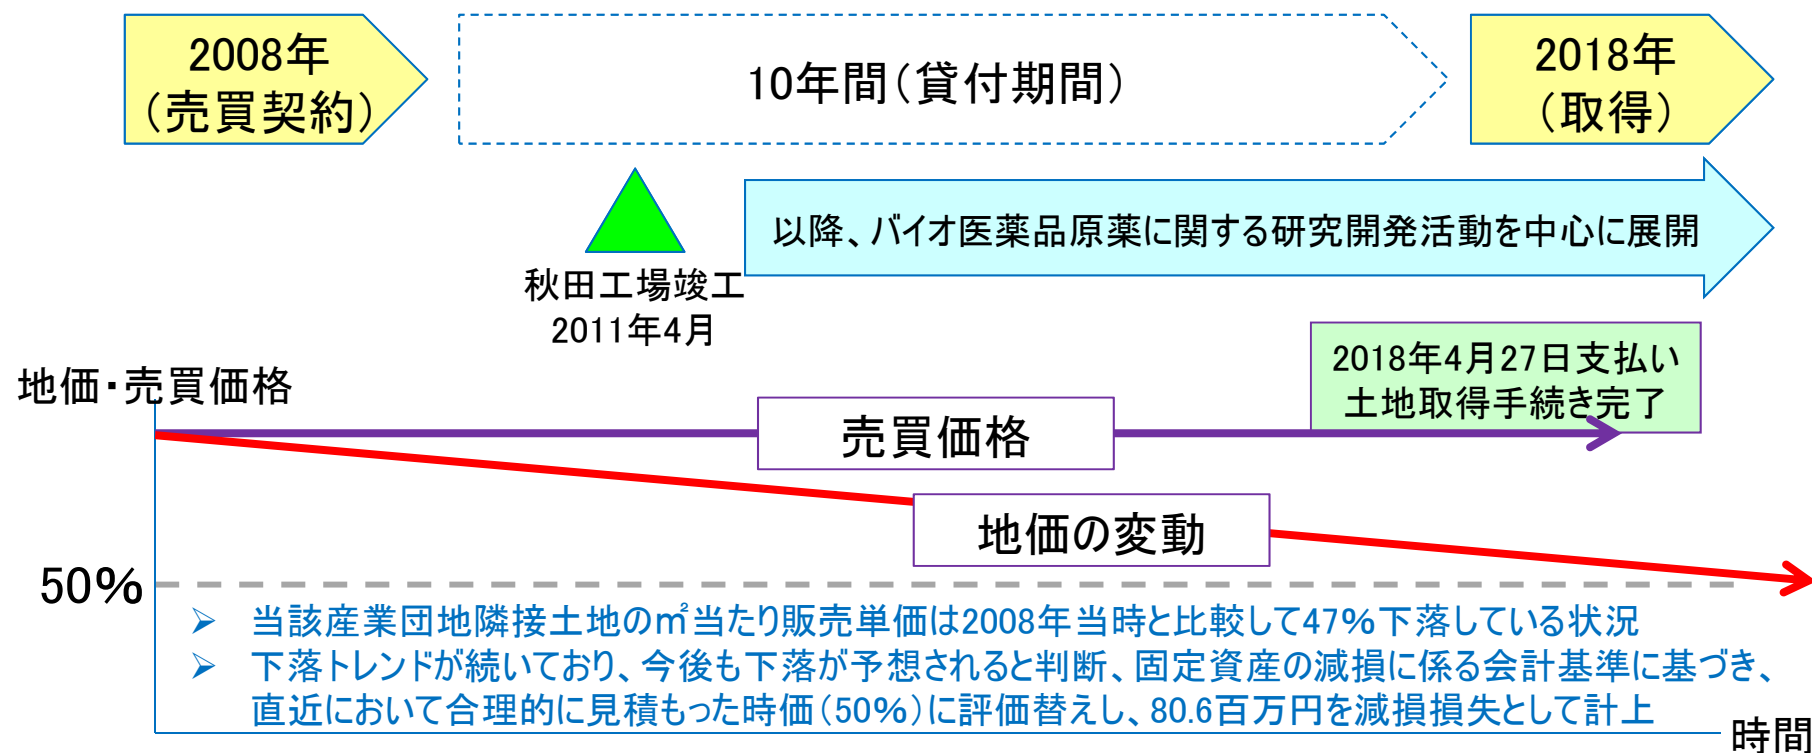 2008年
（売買契約）
10年間（貸付期間）
2018年
（取得）
以降、バイオ医薬品原薬に関する研究開発活動を中心に展開
秋田工場竣工
2011年4月
2018年4月27日支払い
土地取得手続き完了
地価・売買価格
売買価格
地価の変動
50%
➢ 当該産業団地隣接土地の㎡当たり販売単価は2008年当時と比較して47%下落している状況
➢ 下落トレンドが続いており、今後も下落が予想されると判断、固定資産の減損に係る会計基準に基づき、
直近において合理的に見積もった時価（50%）に評価替えし、80.6百万円を減損損失として計上
時間